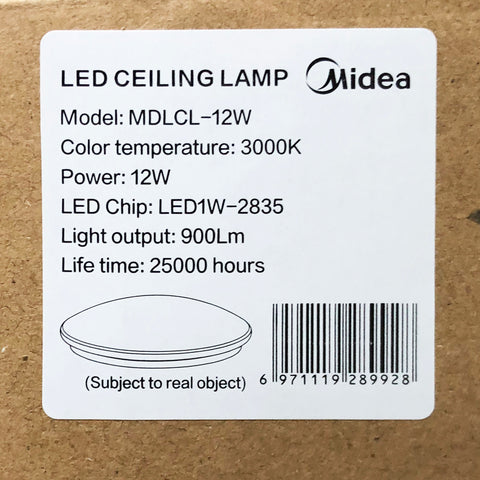 LED CEILING LAMP Midea
Model: MDLCL-12W
Color temperature: 3000K
Power: 12W
LED Chip: LED1W-2835
Light output: 900Lm
Life time: 25000 hours
(Subject to real object)
6 971119 289928